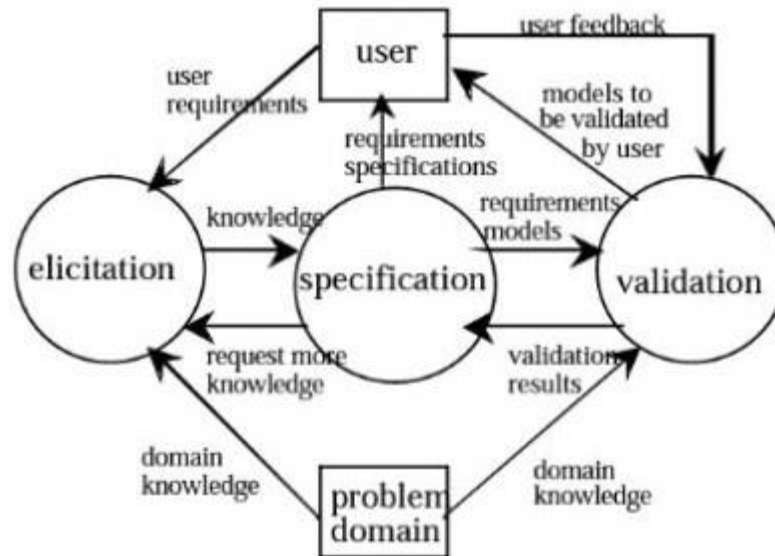 user feedback
user
user
requirements
models to
be validated
by user
requirements
specifications
knowledge
requirements
models
elicitation
specification
validation
request more
knowledge
validation
results
domain
knowledge
problem
domain
domain
knowledge